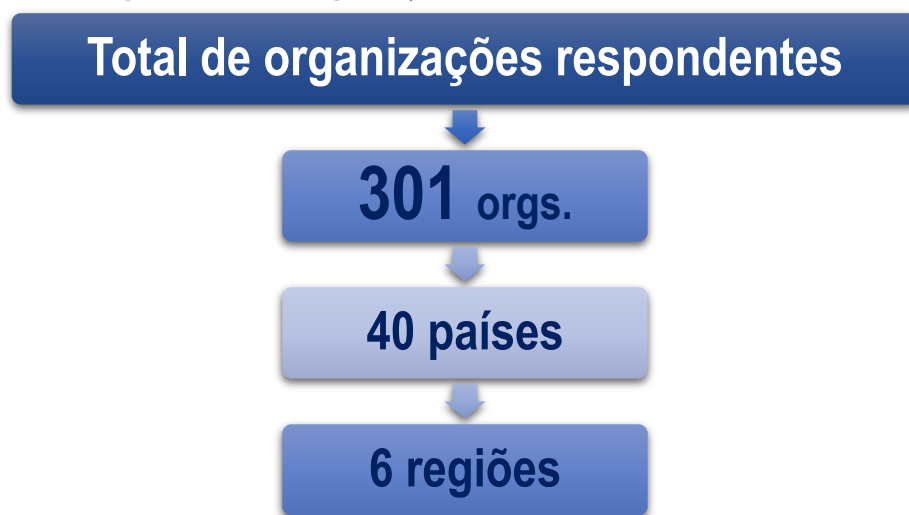 Total de organizações respondentes
301 orgs.
40 países
6 regiões